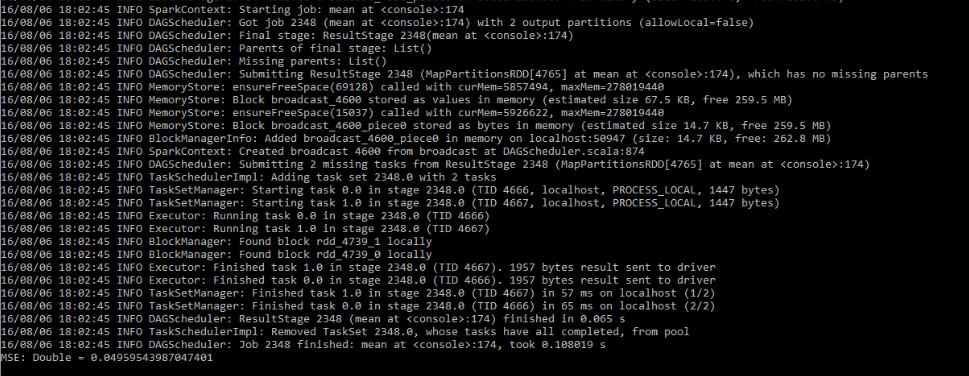 16/08/06 18:02:45 INFO SparkContext: Starting job: mean at <console>:174
16/08/06 18:02:45 INFO DAGScheduler: Got job 2348 (mean at <console>:174) with 2 output partitions (allowLocal=false)
16/08/06 18:02:45 INFO DAGScheduler: Final stage: ResultStage 2348(mean at <console>:174)
16/08/06 18:02:45 INFO DAGScheduler: Parents of final stage: List()
16/08/06 18:02:45 INFO DAGScheduler: Missing parents: List()
16/08/06 18:02:45 INFO DAGScheduler: Submitting ResultStage 2348 (MapPartitionsRDD[4765] at mean at <console>:174), which has no missing parents
16/08/06 18:02:45 INFO MemoryStore: ensureFreeSpace(69128) called with curMem=5857494, maxMem=278019440
16/08/06 18:02:45 INFO MemoryStore: Block broadcast_4600 stored as values in memory (estimated size 67.5 KB, free 259.5 MB)
16/08/06 18:02:45 INFO MemoryStore: ensureFreeSpace(15037) called with curMem=5926622, maxMem=278019440
16/08/06 18:02:45 INFO MemoryStore: Block broadcast_4600_piece0 stored as bytes in memory (estimated size 14.7 KB, free 259.5 MB)
16/08/06 18:02:45 INFO BlockManagerInfo: Added broadcast_4600_piece0 in memory on localhost:50947 (size: 14.7 KB, free: 262.8 MB)
16/08/06 18:02:45 INFO SparkContext: Created broadcast 4600 from broadcast at DAGScheduler.scala:874
16/08/06 18:02:45 INFO DAGScheduler: Submitting 2 missing tasks from ResultStage 2348 (MapPartitionsRDD[4765] at mean at <console>:174)
16/08/06 18:02:45 INFO TaskSchedulerImpl: Adding task set 2348.0 with 2 tasks
16/08/06 18:02:45 INFO TaskSetManager: Starting task 0.0 in stage 2348.0 (TID 4666, localhost, PROCESS_LOCAL, 1447 bytes)
16/08/06 18:02:45 INFO TaskSetManager: Starting task 1.0 in stage 2348.0 (TID 4667, localhost, PROCESS_LOCAL, 1447 bytes)
16/08/06 18:02:45 INFO Executor: Running task 0.0 in stage 2348.0 (TID 4666)
16/08/06 18:02:45 INFO Executor: Running task 1.0 in stage 2348.0 (TID 4667)
16/08/06 18:02:45 INFO BlockManager: Found block rdd_4739_1 locally
16/08/06 18:02:45 INFO BlockManager: Found block rdd_4739_0 locally
16/08/06 18:02:45 INFO Executor: Finished task 1.0 in stage 2348.0 (TID 4667). 1957 bytes result sent to driver
16/08/06 18:02:45 INFO Executor: Finished task 0.0 in stage 2348.0 (TID 4666). 1957 bytes result sent to driver
16/08/06 18:02:45 INFO TaskSetManager: Finished task 1.0 in stage 2348.0 (TID 4667) in 57 ms on localhost (1/2)
16/08/06 18:02:45 INFO TaskSetManager: Finished task 0.0 in stage 2348.0 (TID 4666) in 65 ms on localhost (2/2)
16/08/06 18:02:45 INFO DAGScheduler: ResultStage 2348 (mean at <console>:174) finished in 0.065 s
16/08/06 18:02:45 INFO TaskSchedulerImpl: Removed TaskSet 2348.0, whose tasks have all completed, from pool
16/08/06 18:02:45 INFO DAGScheduler: Job 2348 finished: mean at <console>:174, took 0.108019 s
MSE: Double = 0.04959543987047401